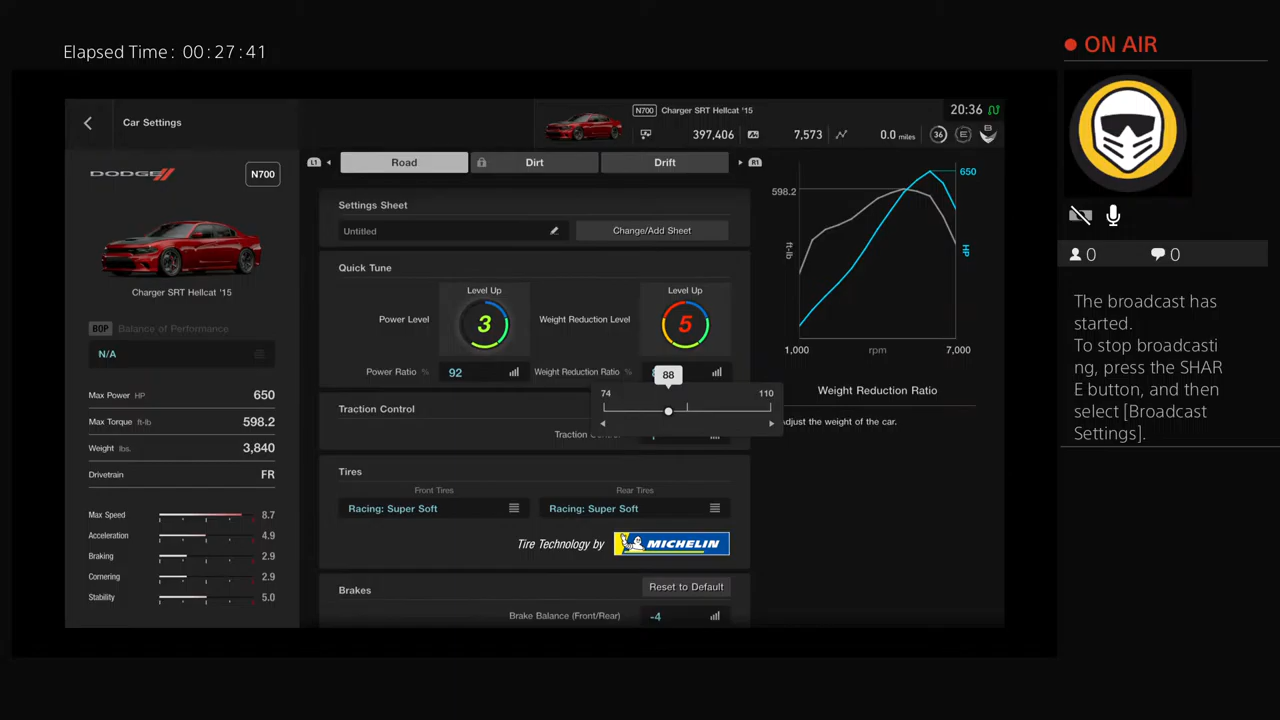 Elapsed Time: 00:27:41
ON AIR
Car Settings
N700 Charger SRT Hellcat '15
20:36
397,406 7,573 0.0 miles 36 E B
DODGE N700
L1 Road Dirt Drift R1
Settings Sheet
Untitled Change/Add Sheet
Quick Tune
Level Up Level Up
Power Level 3 Weight Reduction Level 5
Power Ratio % 92 Weight Reduction Ratio %
88
74 110
Traction Control
Tires
Front Tires Rear Tires
Racing: Super Soft Racing: Super Soft
Tire Technology by MICHELIN
Brakes Reset to Default
Brake Balance (Front/Rear) -4
Charger SRT Hellcat '15
BOP Balance of Performance
N/A
Max Power HP 650
Max Torque ft-lb 598.2
Weight lbs. 3,840
Drivetrain FR
Max Speed 8.7
Acceleration 4.9
Braking 2.9
Cornering 2.9
Stability 5.0
650
598.2
ft-lb HP
1,000 rpm 7,000
Weight Reduction Ratio
Adjust the weight of the car.
0 0
The broadcast has
started.
To stop broadcasti
ng, press the SHAR
E button, and then
select [Broadcast
Settings].